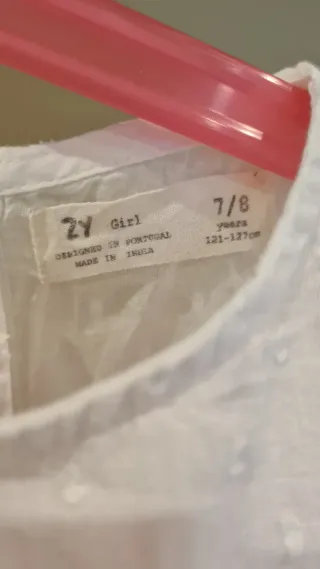 ZY Girl 7/8
years
DESIGNED IN PORTUGAL 121-127cm
MADE IN INDIA